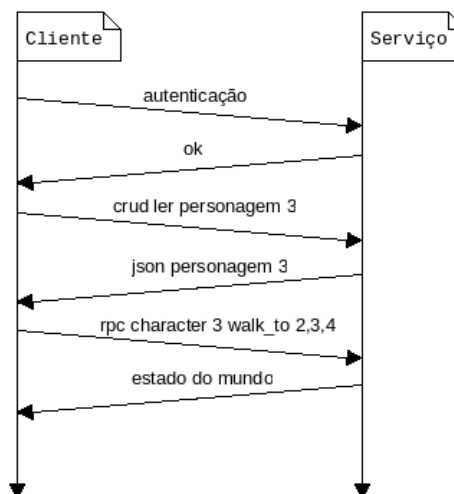 Cliente
Serviço
autenticação
ok
crud ler personagem 3
json personagem 3
rpc character 3 walk_to 2,3,4
estado do mundo